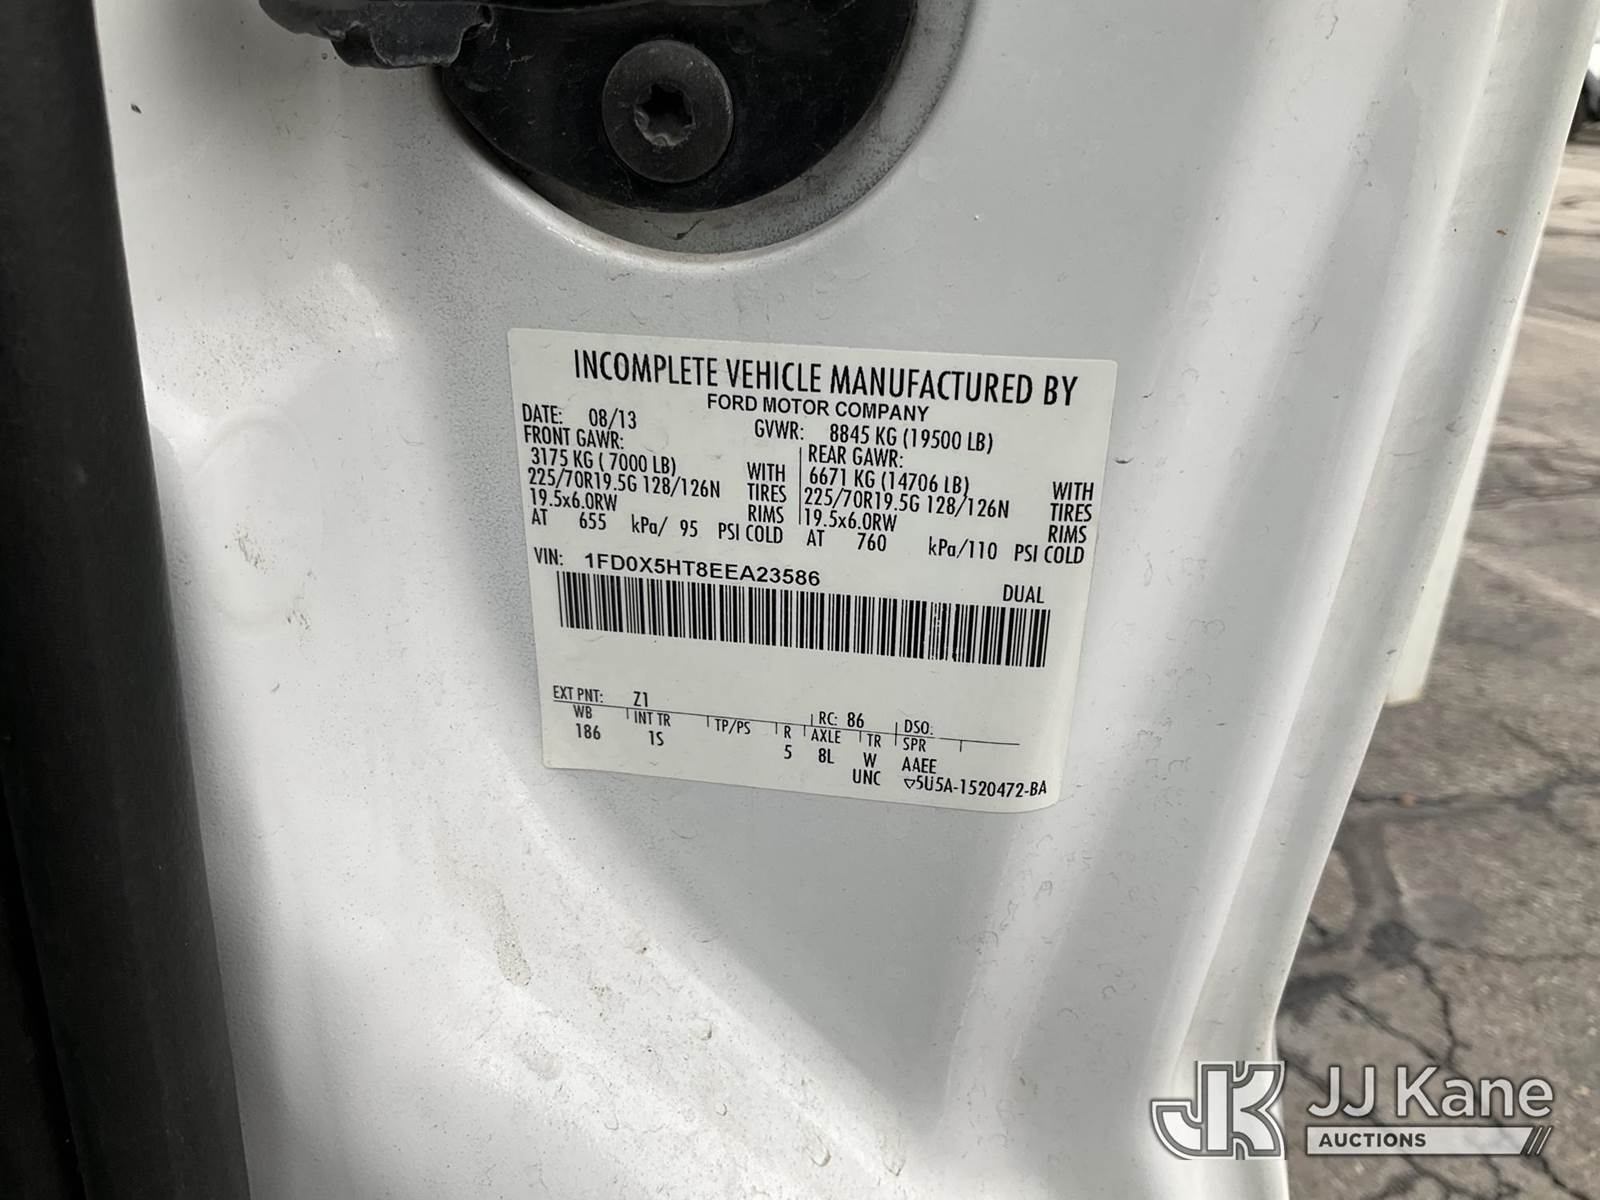 INCOMPLETE VEHICLE MANUFACTURED BY
FORD MOTOR COMPANY
DATE: 08/13 GVWR: 8845 KG (19500 LB)
FRONT GAWR: REAR GAWR:
3175 KG ( 7000 LB) WITH 6671 KG (14706 LB) WITH
225/70R19.5G 128/126N TIRES 225/70R19.5G 128/126N TIRES
19.5x6.0RW RIMS 19.5x6.0RW RIMS
AT 655 kPa/ 95 PSI COLD AT 760 kPa/110 PSI COLD
VIN: 1FD0X5HT8EEA23586
DUAL
EXT PNT: Z1 RC: 86 DSO:
WB INT TR TP/PS R AXLE TR SPR
186 1S 5 8L W AAEE
UNC 5U5A-1520472-BA
JK JJ Kane
AUCTIONS